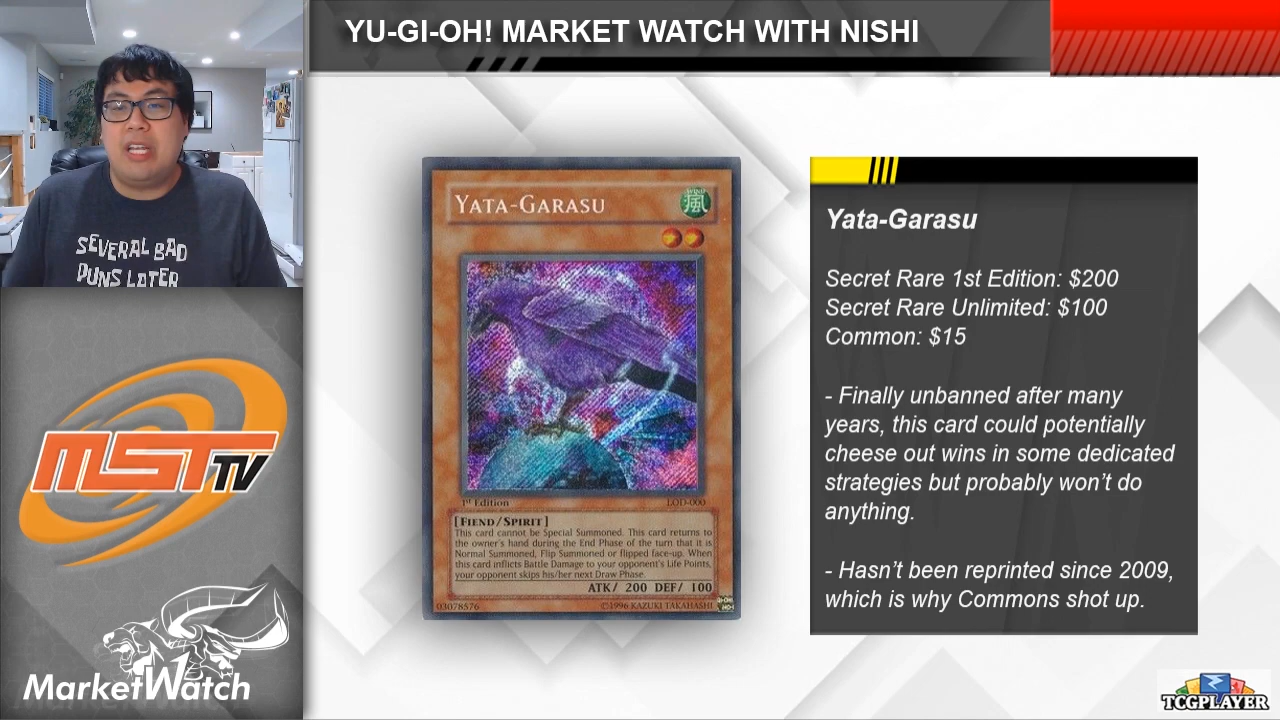 YU-GI-OH! MARKET WATCH WITH NISHI
SEVERAL BAD
PUNS LATER
MSTTV
MarketWatch
YATA-GARASU
WIND
風
1st Edition
LOD-000
[FIEND/SPIRIT]
This card cannot be Special Summoned. This card returns to
the owner's hand during the End Phase of the turn that it is
Normal Summoned, Flip Summoned or flipped face-up. When
this card inflicts Battle Damage to your opponent's Life Points,
your opponent skips his/her next Draw Phase.
ATK/ 200 DEF/ 100
03078576
©1996 KAZUKI TAKAHASHI
Yata-Garasu
Secret Rare 1st Edition: $200
Secret Rare Unlimited: $100
Common: $15
- Finally unbanned after many
years, this card could potentially
cheese out wins in some dedicated
strategies but probably won't do
anything.
- Hasn't been reprinted since 2009,
which is why Commons shot up.
TCGPLAYER